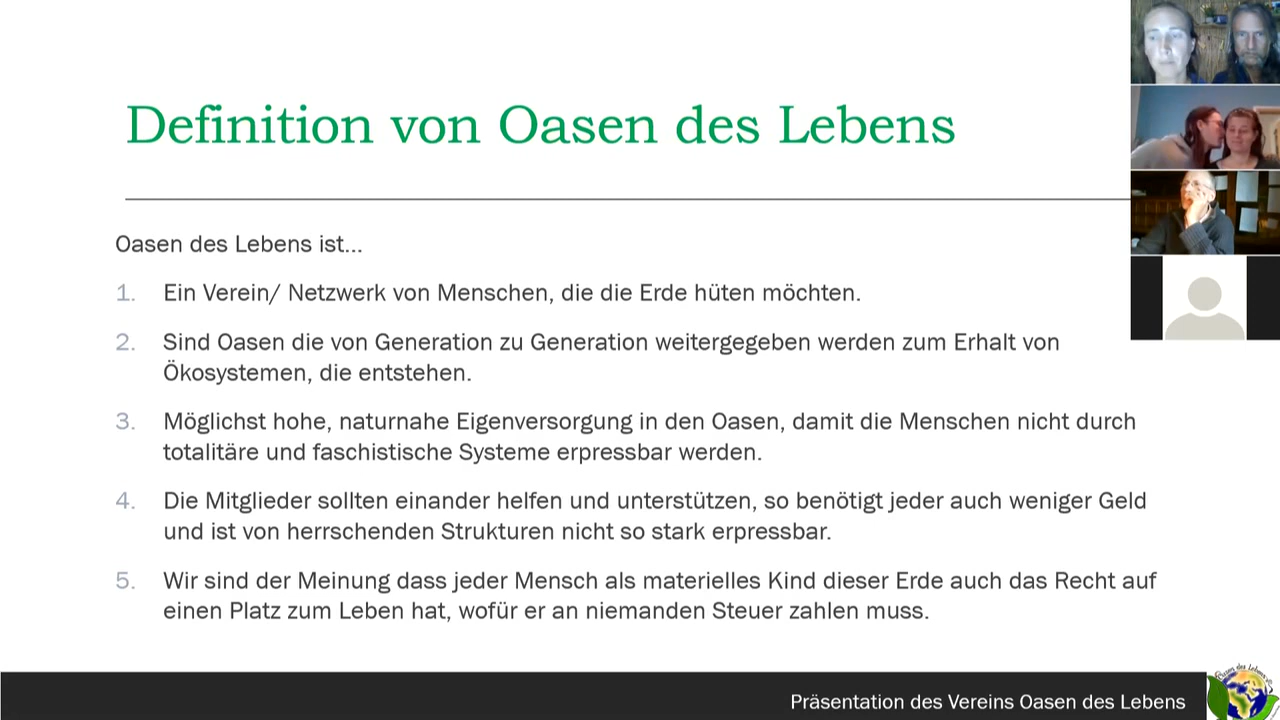 Definition von Oasen des Lebens
Oasen des Lebens ist...
1. Ein Verein/ Netzwerk von Menschen, die die Erde hüten möchten.
2. Sind Oasen die von Generation zu Generation weitergegeben werden zum Erhalt von
Ökosystemen, die entstehen.
3. Möglichst hohe, naturnahe Eigenversorgung in den Oasen, damit die Menschen nicht durch
totalitäre und faschistische Systeme erpressbar werden.
4. Die Mitglieder sollten einander helfen und unterstützen, so benötigt jeder auch weniger Geld
und ist von herrschenden Strukturen nicht so stark erpressbar.
5. Wir sind der Meinung dass jeder Mensch als materielles Kind dieser Erde auch das Recht auf
einen Platz zum Leben hat, wofür er an niemanden Steuer zahlen muss.
Präsentation des Vereins Oasen des Lebens
Oasen des Lebens